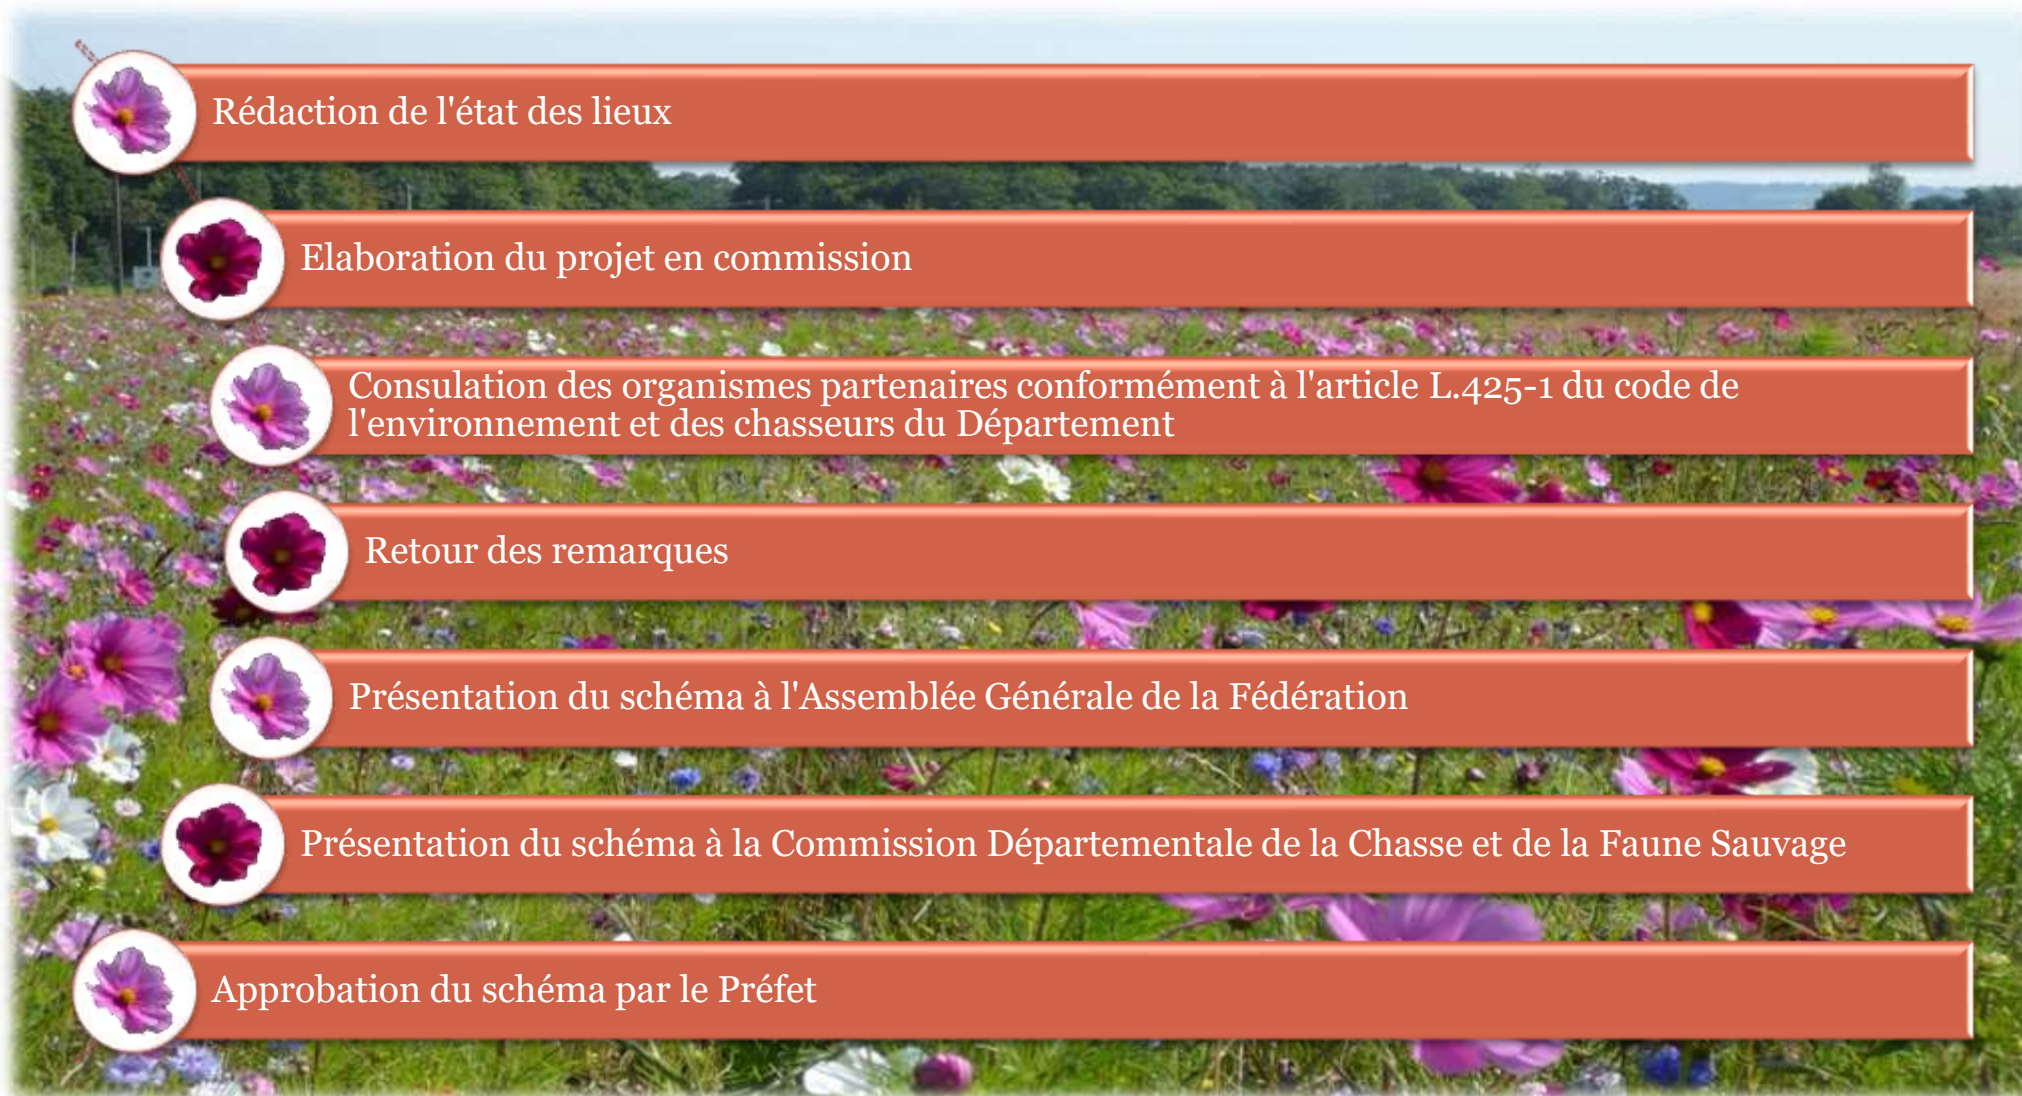 Rédaction de l'état des lieux
Elaboration du projet en commission
Consulation des organismes partenaires conformément à l'article L.425-1 du code de
l'environnement et des chasseurs du Département
Retour des remarques
Présentation du schéma à l'Assemblée Générale de la Fédération
Présentation du schéma à la Commission Départementale de la Chasse et de la Faune Sauvage
Approbation du schéma par le Préfet